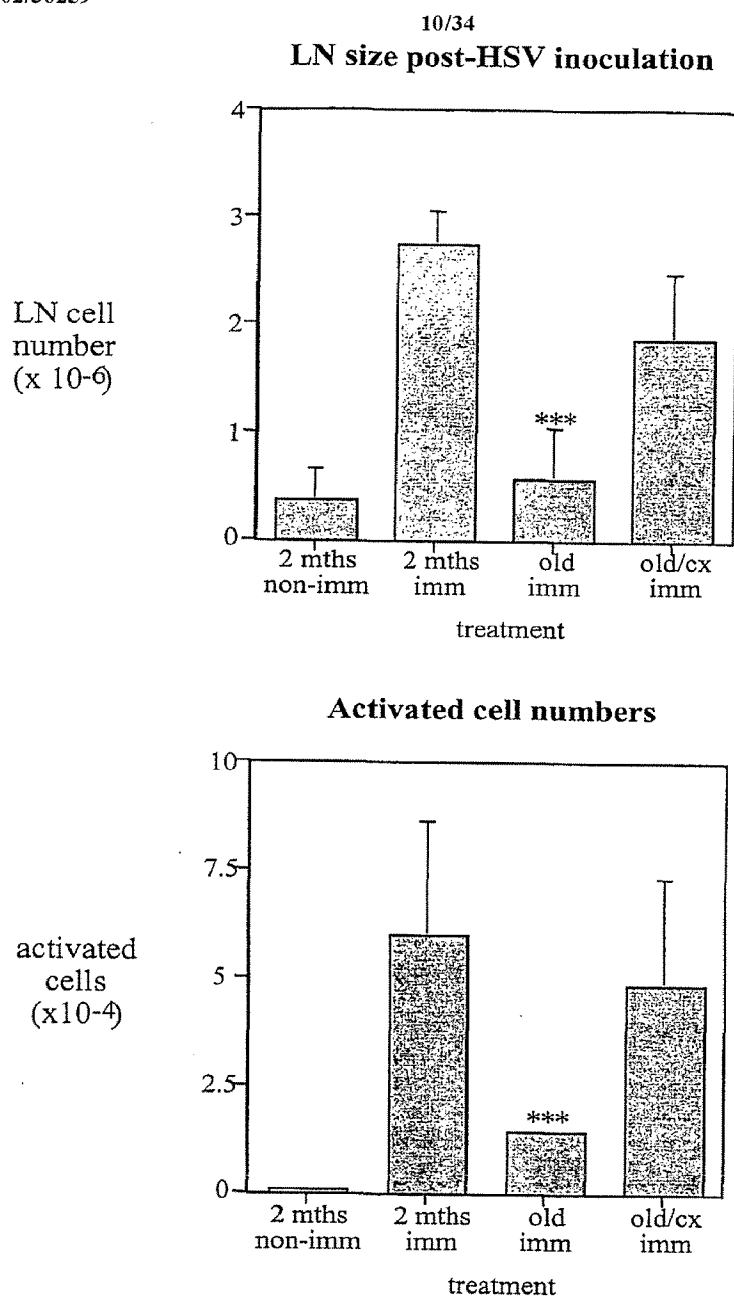 10/34
LN size post-HSV inoculation
4
3
2
1
0
LN cell
number
(x 10-6)
***
2 mths
non-imm
2 mths
imm
old
imm
old/cx
imm
treatment
Activated cell numbers
10
7.5
5
2.5
0
activated
cells
(x10-4)
***
2 mths
non-imm
2 mths
imm
old
imm
old/cx
imm
treatment